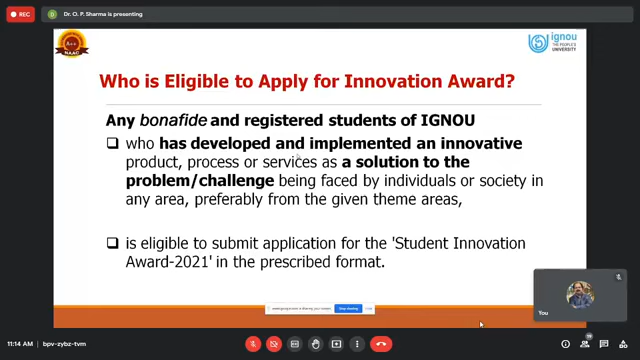 REC
Dr. O. P. Sharma is presenting
A++
NAAC
ignou
THE PEOPLE'S
UNIVERSITY
Who is Eligible to Apply for Innovation Award?
Any bonafide and registered students of IGNOU
who has developed and implemented an innovative
product, process or services as a solution to the
problem/challenge being faced by individuals or society in
any area, preferably from the given theme areas,
is eligible to submit application for the 'Student Innovation
Award-2021' in the prescribed format.
Stop sharing
Hide
You
11:14 AM | bpv-zybz-tvm